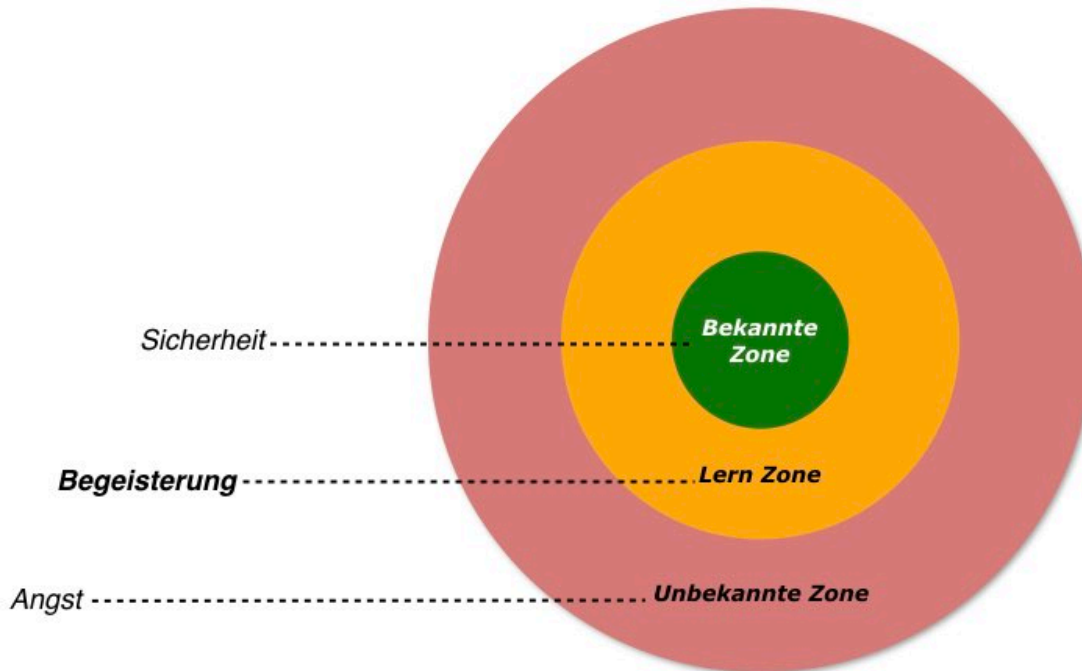 Bekannte
Zone
Sicherheit
Lern Zone
Begeisterung
Unbekannte Zone
Angst